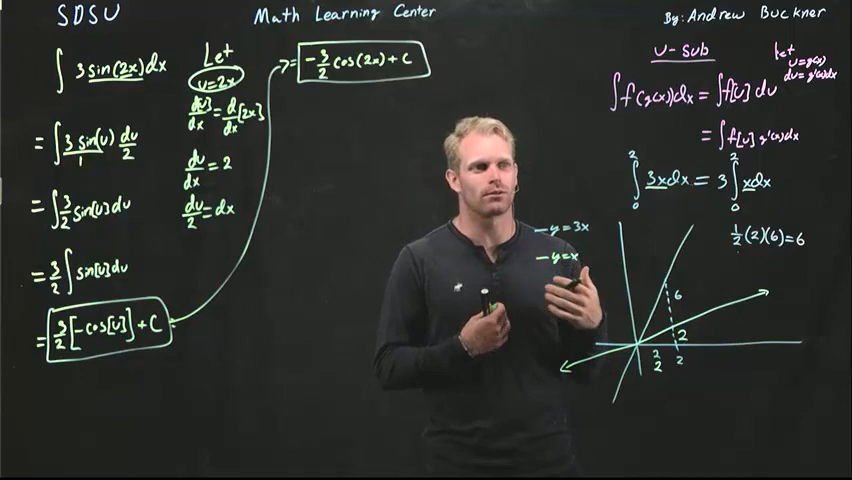 SDSU
Math Learning Center
By: Andrew Buckner
∫ 3 sin(2x) dx
= ∫ 3 sin(u)/1 du/2
= ∫ 3/2 sin[u] du
= 3/2 ∫ sin[u] du
= 3/2 [-cos[u]] + C
Let
u = 2x
du/dx = d/dx [2x]
du/dx = 2
du/2 = dx
= -3/2 cos(2x) + C
u-sub
Let
u = g(x)
du = g'(x)dx
∫ f(g(x)) dx = ∫ f[u] du
= ∫ f[u] g'(x) dx
∫₀² 3x dx = 3 ∫₀² x dx
1/2 (2)(6) = 6
y = 3x
y = x
6
2
2
2
2